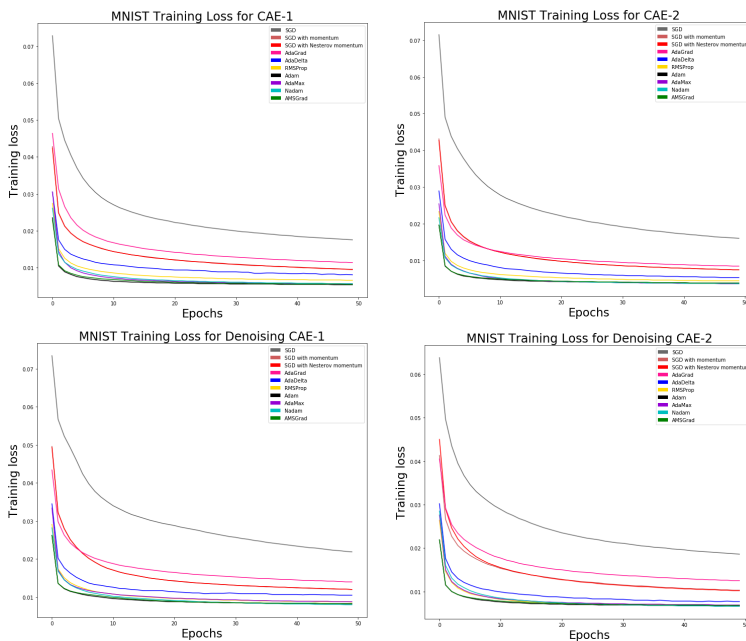 MNIST Training Loss for CAE-1
0.07
0.06
0.05
0.04
0.03
0.02
0.01
Training loss
0 10 20 30 40 50
Epochs
SGD
SGD with momentum
SGD with Nesterov momentum
AdaGrad
AdaDelta
RMSProp
Adam
AdaMax
Nadam
AMSGrad
MNIST Training Loss for CAE-2
0.07
0.06
0.05
0.04
0.03
0.02
0.01
Training loss
0 10 20 30 40 50
Epochs
SGD
SGD with momentum
SGD with Nesterov momentum
AdaGrad
AdaDelta
RMSProp
Adam
AdaMax
Nadam
AMSGrad
MNIST Training Loss for Denoising CAE-1
0.07
0.06
0.05
0.04
0.03
0.02
0.01
Training loss
0 10 20 30 40 50
Epochs
SGD
SGD with momentum
SGD with Nesterov momentum
AdaGrad
AdaDelta
RMSProp
Adam
AdaMax
Nadam
AMSGrad
MNIST Training Loss for Denoising CAE-2
0.06
0.05
0.04
0.03
0.02
0.01
Training loss
0 10 20 30 40 50
Epochs
SGD
SGD with momentum
SGD with Nesterov momentum
AdaGrad
AdaDelta
RMSProp
Adam
AdaMax
Nadam
AMSGrad